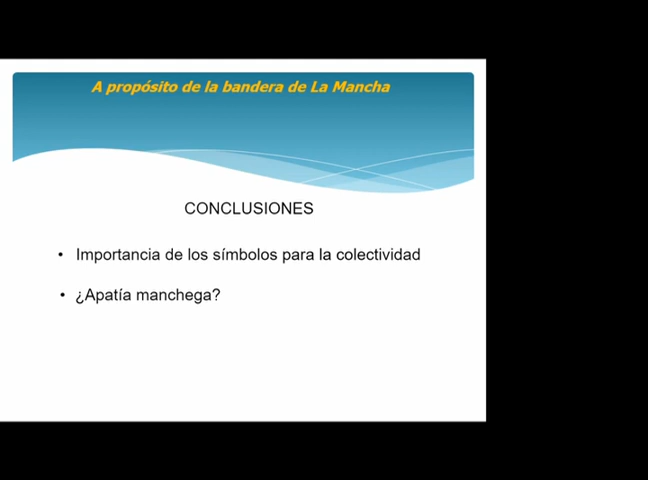 A propósito de la bandera de La Mancha
CONCLUSIONES
• Importancia de los símbolos para la colectividad
• ¿Apatía manchega?